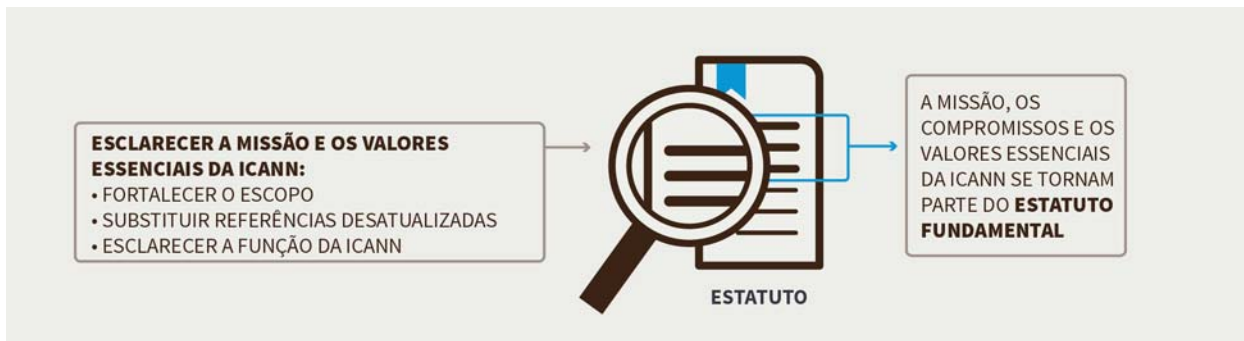 ESCLARECER A MISSÃO E OS VALORES
ESSENCIAIS DA ICANN:
• FORTALECER O ESCOPO
• SUBSTITUIR REFERÊNCIAS DESATUALIZADAS
• ESCLARECER A FUNÇÃO DA ICANN
ESTATUTO
A MISSÃO, OS
COMPROMISSOS E OS
VALORES ESSENCIAIS
DA ICANN SE TORNAM
PARTE DO ESTATUTO
FUNDAMENTAL